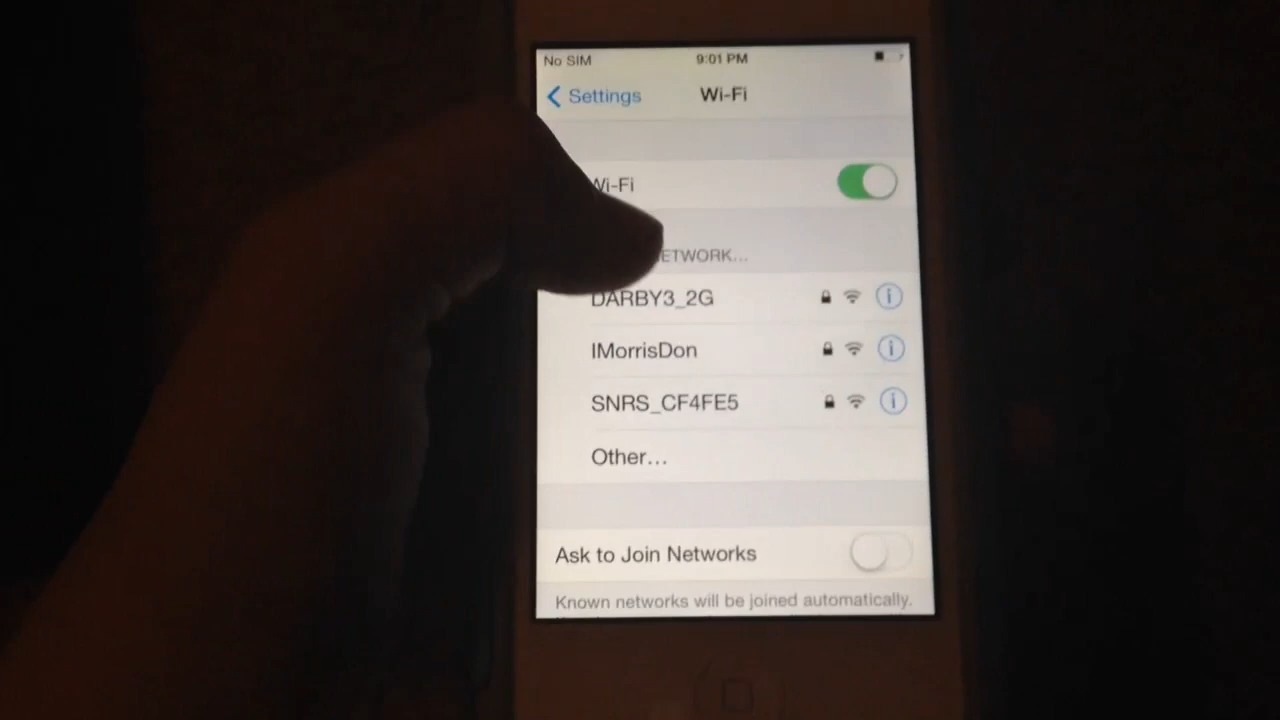 No SIM 9:01 PM
Settings Wi-Fi
Wi-Fi
ETWORK...
DARBY3_2G
IMorrisDon
SNRS_CF4FE5
Other...
Ask to Join Networks
Known networks will be joined automatically.